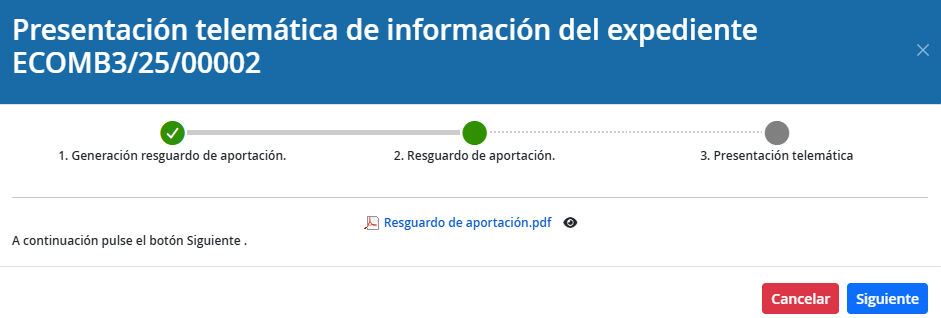 Presentación telemática de información del expediente
ECOMB3/25/00002
1. Generación resguardo de aportación.
2. Resguardo de aportación.
3. Presentación telemática
Resguardo de aportación.pdf
A continuación pulse el botón Siguiente .
Cancelar
Siguiente